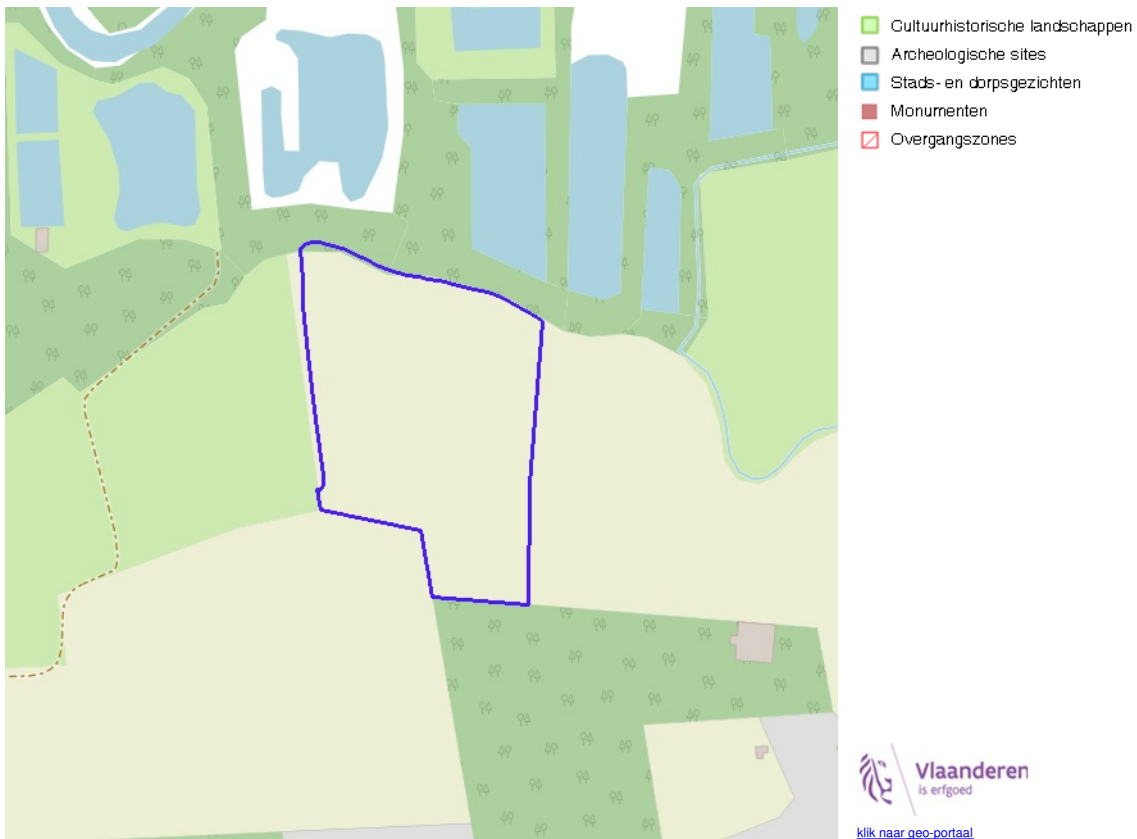 Cultuurhistorische landschappen
Archeologische sites
Stads- en dorpsgezichten
Monumenten
Overgangszones
Vlaanderen
is erfgoed
klik naar geo-portaal